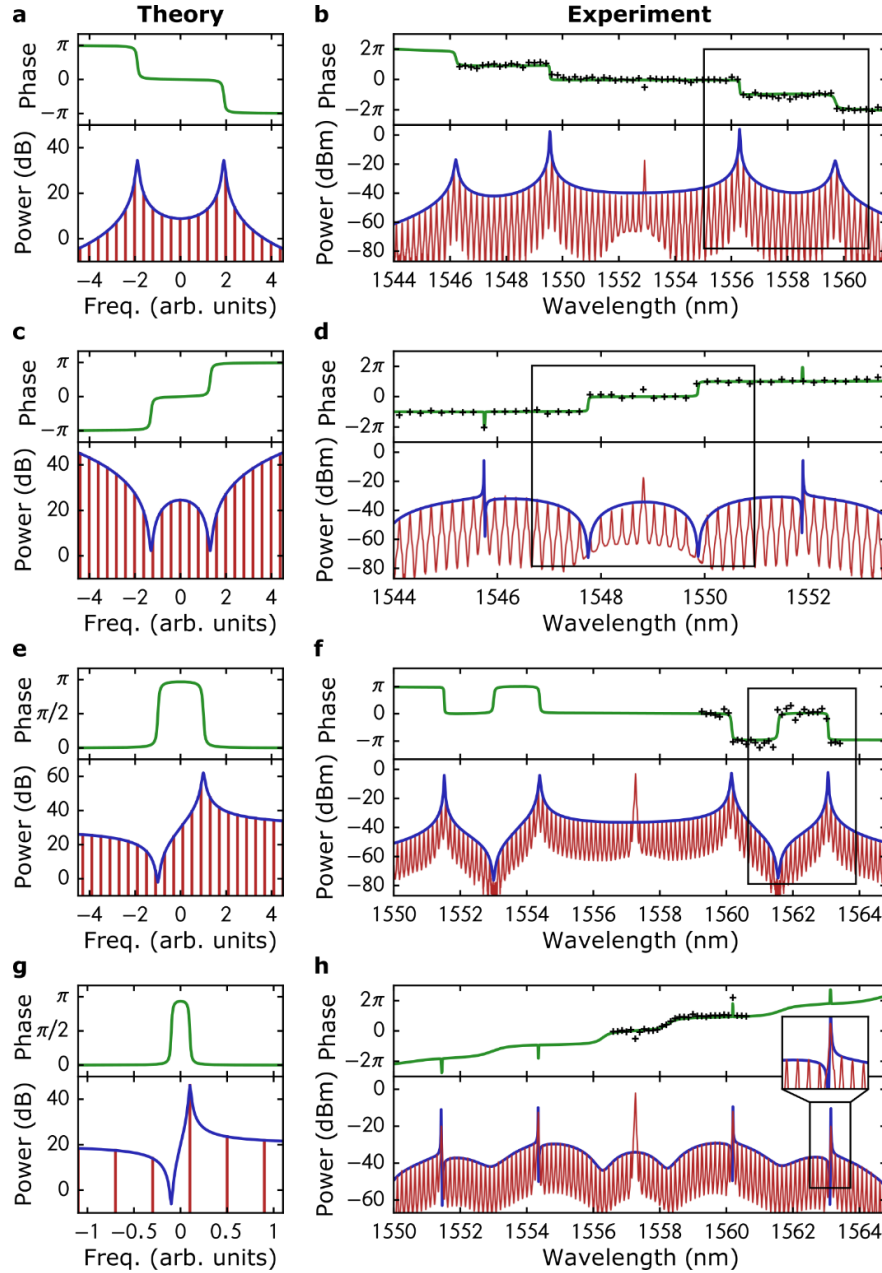 Theory
Experiment
a
Phase
π
0
−π
Power (dB)
40
20
0
−4 −2 0 2 4
Freq. (arb. units)
b
Phase
2π
0
−2π
Power (dBm)
0
−20
−40
−60
−80
1544 1546 1548 1550 1552 1554 1556 1558 1560
Wavelength (nm)
c
Phase
π
0
−π
Power (dB)
40
20
0
−4 −2 0 2 4
Freq. (arb. units)
d
Phase
2π
0
−2π
Power (dBm)
0
−20
−40
−60
−80
1544 1546 1548 1550 1552
Wavelength (nm)
e
Phase
π
π/2
0
Power (dB)
60
40
20
0
−4 −2 0 2 4
Freq. (arb. units)
f
Phase
π
0
−π
Power (dBm)
0
−20
−40
−60
−80
1550 1552 1554 1556 1558 1560 1562 1564
Wavelength (nm)
g
Phase
π
π/2
0
Power (dB)
40
20
0
−1 −0.5 0 0.5 1
Freq. (arb. units)
h
Phase
2π
0
−2π
Power (dBm)
0
−20
−40
−60
1550 1552 1554 1556 1558 1560 1562 1564
Wavelength (nm)